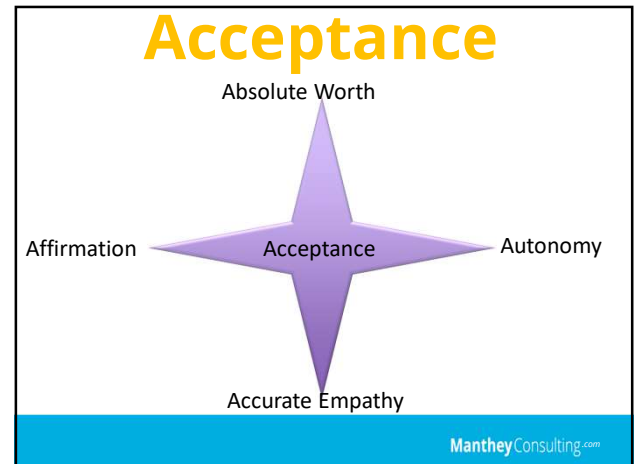 Acceptance
Absolute Worth
Affirmation
Acceptance
Autonomy
Accurate Empathy
MantheyConsulting.com